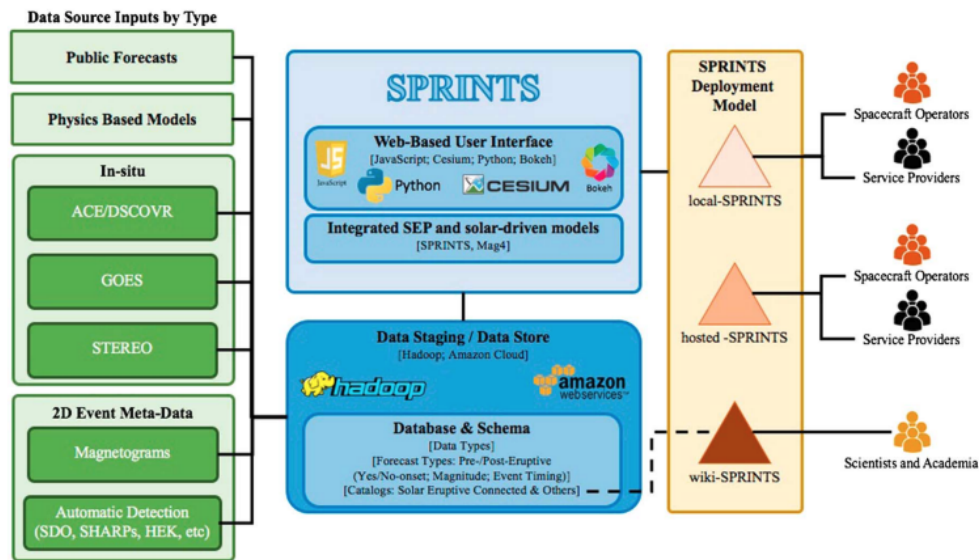 Data Source Inputs by Type
Public Forecasts
Physics Based Models
In-situ
ACE/DSCOVR
GOES
STEREO
2D Event Meta-Data
Magnetograms
Automatic Detection
(SDO, SHARPs, HEK, etc)
SPRINTS
Web-Based User Interface
[JavaScript; Cesium; Python; Bokeh]
JS
JavaScript
Python
CESIUM
Bokeh
Integrated SEP and solar-driven models
[SPRINTS, Mag4]
Data Staging / Data Store
[Hadoop; Amazon Cloud]
hadoop
amazon
webservices™
Database & Schema
[Data Types]
[Forecast Types: Pre-/Post-Eruptive
(Yes/No-onset; Magnitude; Event Timing)]
[Catalogs: Solar Eruptive Connected & Others]
SPRINTS
Deployment
Model
local-SPRINTS
hosted -SPRINTS
wiki-SPRINTS
Spacecraft Operators
Service Providers
Spacecraft Operators
Service Providers
Scientists and Academia